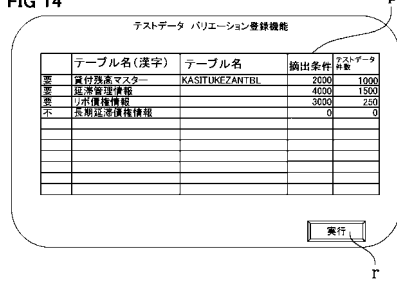 FIG 14
p
テストデータ バリエーション登録機能
テーブル名(漢字) テーブル名 摘出条件 テストデータ件数
要 貸付残高マスター KASITUKEZANTBL 2000 1000
要 延滞管理情報 4000 1500
要 リボ債権情報 3000 250
不 長期延滞債権情報 0 0
実行
r